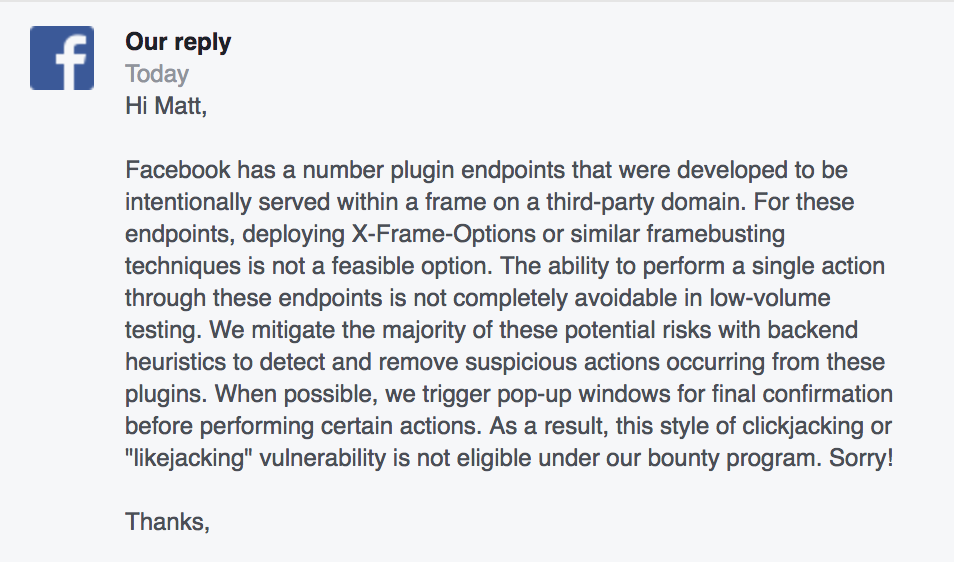 Our reply
Today
Hi Matt,
Facebook has a number plugin endpoints that were developed to be
intentionally served within a frame on a third-party domain. For these
endpoints, deploying X-Frame-Options or similar framebusting
techniques is not a feasible option. The ability to perform a single action
through these endpoints is not completely avoidable in low-volume
testing. We mitigate the majority of these potential risks with backend
heuristics to detect and remove suspicious actions occurring from these
plugins. When possible, we trigger pop-up windows for final confirmation
before performing certain actions. As a result, this style of clickjacking or
"likejacking" vulnerability is not eligible under our bounty program. Sorry!
Thanks,